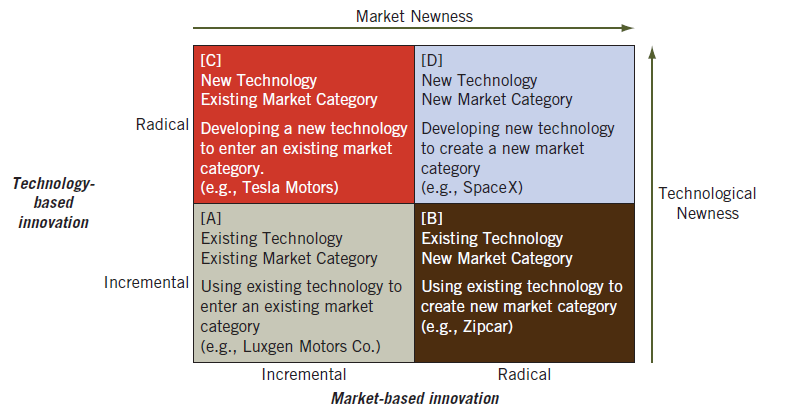 Market Newness
[C]
New Technology
Existing Market Category
Developing a new technology
to enter an existing market
category.
(e.g., Tesla Motors)
[D]
New Technology
New Market Category
Developing new technology
to create a new market
category
(e.g., SpaceX)
Radical
Technology-
based
innovation
Technological
Newness
[A]
Existing Technology
Existing Market Category
Using existing technology to
enter an existing market
category
(e.g., Luxgen Motors Co.)
[B]
Existing Technology
New Market Category
Using existing technology to
create new market category
(e.g., Zipcar)
Incremental
Incremental
Radical
Market-based innovation